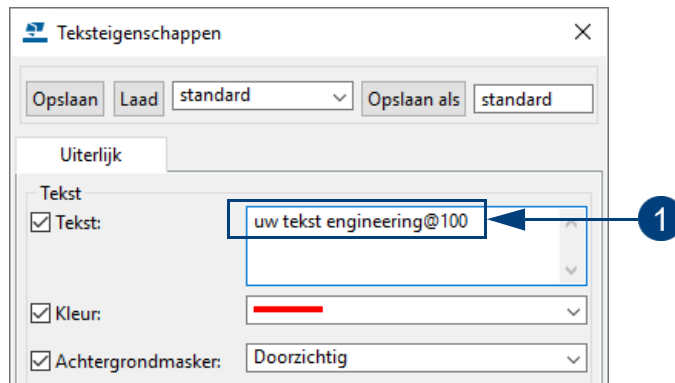 Teksteigenschappen
Opslaan Laad standard Opslaan als standard
Uiterlijk
Tekst
Tekst: uw tekst engineering@100 1
Kleur:
Achtergrondmasker: Doorzichtig